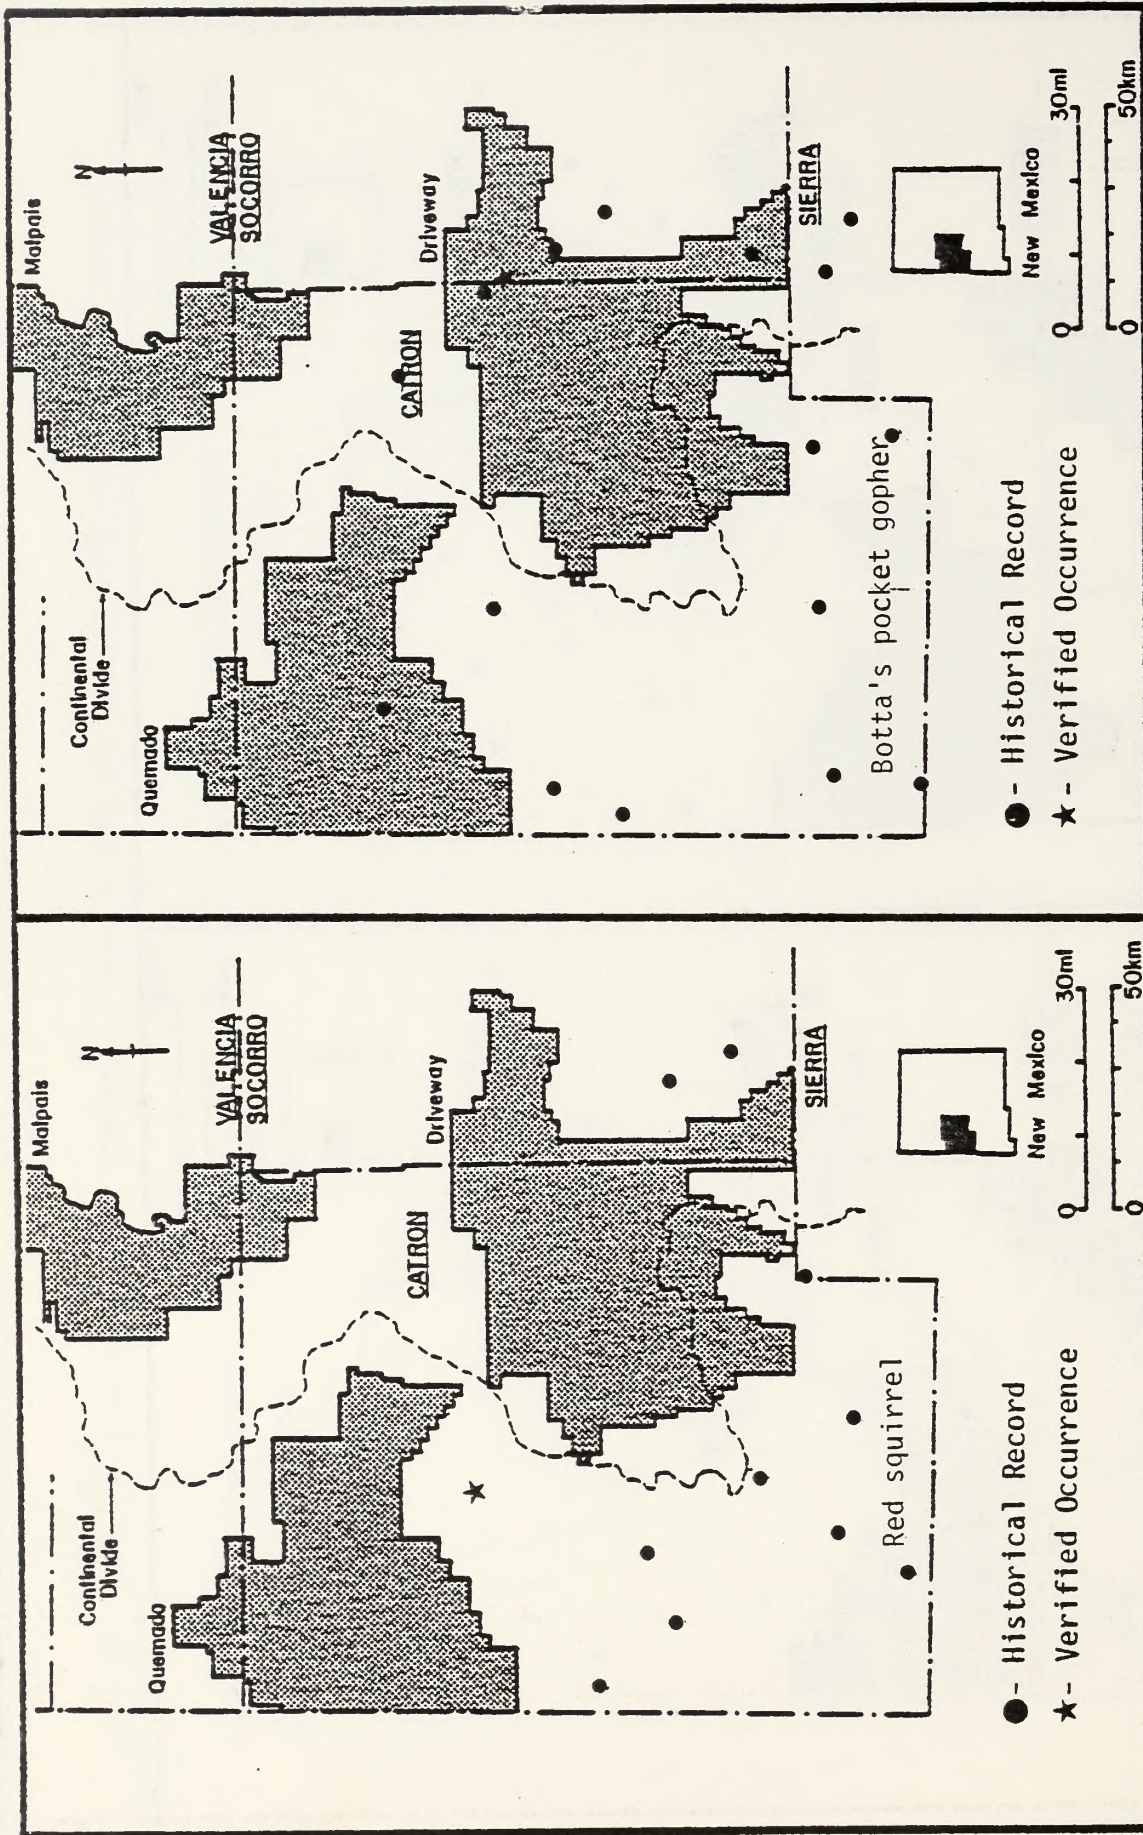 Malpais
N
Continental
Divide
Quemado
VALENCIA
SOCORRO
CATRON
Driveway
SIERRA
Red squirrel
● - Historical Record
★ - Verified Occurrence
New Mexico
0 30mi
0 50km
Malpais
N
Continental
Divide
Quemado
VALENCIA
SOCORRO
CATRON
Driveway
SIERRA
Botta's pocket gopher
● - Historical Record
★ - Verified Occurrence
New Mexico
0 30mi
0 50km